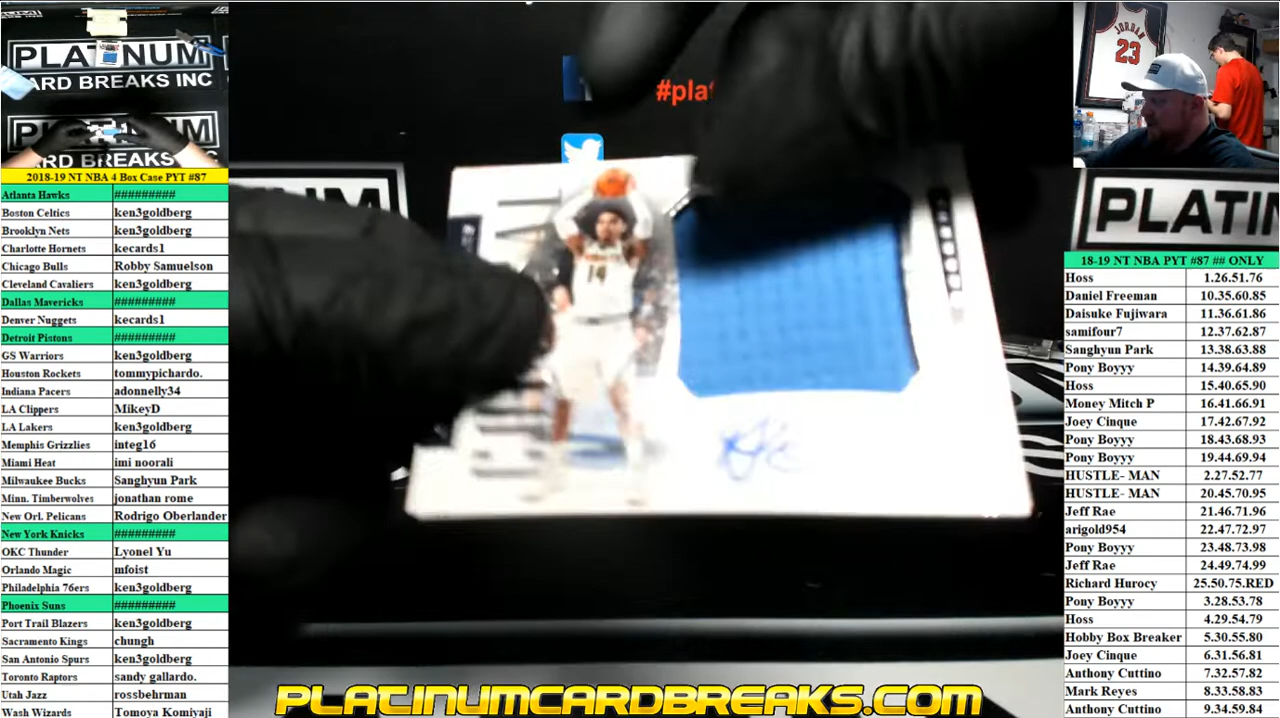 PLATINUM
CARD BREAKS INC
PLATINUM
CARD BREAKS
2018-19 NT NBA 4 Box Case PYT #87
Atlanta Hawks #########
Boston Celtics ken3goldberg
Brooklyn Nets ken3goldberg
Charlotte Hornets kecards1
Chicago Bulls Robby Samuelson
Cleveland Cavaliers ken3goldberg
Dallas Mavericks #########
Denver Nuggets kecards1
Detroit Pistons #########
GS Warriors ken3goldberg
Houston Rockets tommypichardo.
Indiana Pacers adonnelly34
LA Clippers MikeyD
LA Lakers ken3goldberg
Memphis Grizzlies integ16
Miami Heat imi noorali
Milwaukee Bucks Sanghyun Park
Minn. Timberwolves jonathan rome
New Orl. Pelicans Rodrigo Oberlander
New York Knicks #########
OKC Thunder Lyonel Yu
Orlando Magic mfoist
Philadelphia 76ers ken3goldberg
Phoenix Suns #########
Port Trail Blazers ken3goldberg
Sacramento Kings chungh
San Antonio Spurs ken3goldberg
Toronto Raptors sandy gallardo.
Utah Jazz rossbehrman
Wash Wizards Tomoya Komiyaji
#plat
14
PLATINUMCARDBREAKS.COM
JORDAN
23
PLATIN
18-19 NT NBA PYT #87 ## ONLY
Hoss 1.26.51.76
Daniel Freeman 10.35.60.85
Daisuke Fujiwara 11.36.61.86
samifour7 12.37.62.87
Sanghyun Park 13.38.63.88
Pony Boyyy 14.39.64.89
Hoss 15.40.65.90
Money Mitch P 16.41.66.91
Joey Cinque 17.42.67.92
Pony Boyyy 18.43.68.93
Pony Boyyy 19.44.69.94
HUSTLE- MAN 2.27.52.77
HUSTLE- MAN 20.45.70.95
Jeff Rae 21.46.71.96
arigold954 22.47.72.97
Pony Boyyy 23.48.73.98
Jeff Rae 24.49.74.99
Richard Hurocy 25.50.75.RED
Pony Boyyy 3.28.53.78
Hoss 4.29.54.79
Hobby Box Breaker 5.30.55.80
Joey Cinque 6.31.56.81
Anthony Cuttino 7.32.57.82
Mark Reyes 8.33.58.83
Anthony Cuttino 9.34.59.84